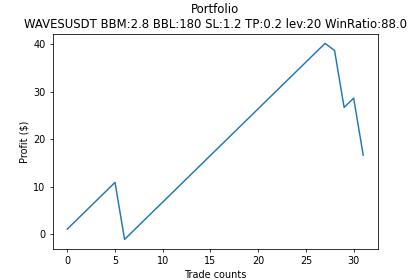 Portfolio
WAVESUSDT BBM:2.8 BBL:180 SL:1.2 TP:0.2 lev:20 WinRatio:88.0
Profit ($)
40
30
20
10
0
0 5 10 15 20 25 30
Trade counts